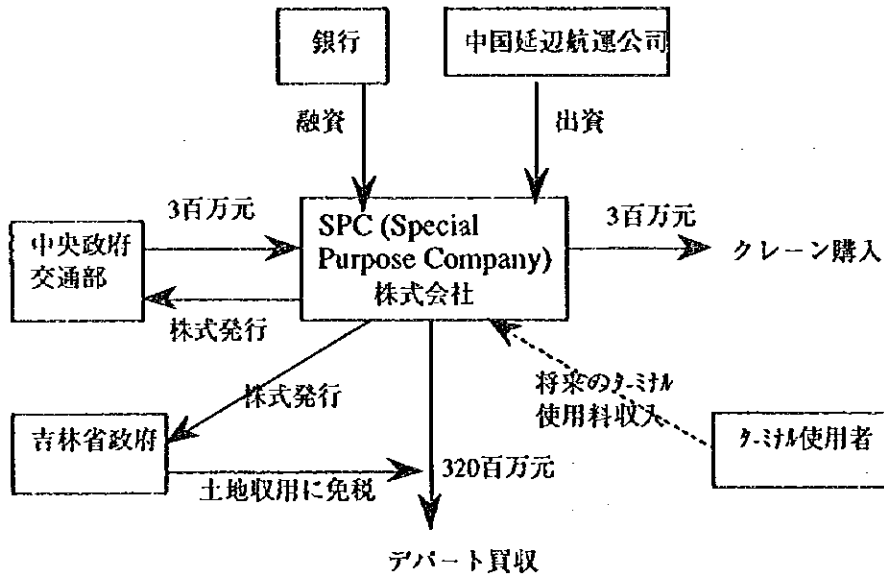 銀行
中国延辺航運公司
融資
出資
3百万元
SPC (Special
Purpose Company)
株式会社
3百万元
中央政府
交通部
クレーン購入
株式発行
株式発行
将来のﾀｰﾐﾅﾙ
使用料収入
吉林省政府
ﾀｰﾐﾅﾙ使用者
320百万元
土地収用に免税
デパート買収